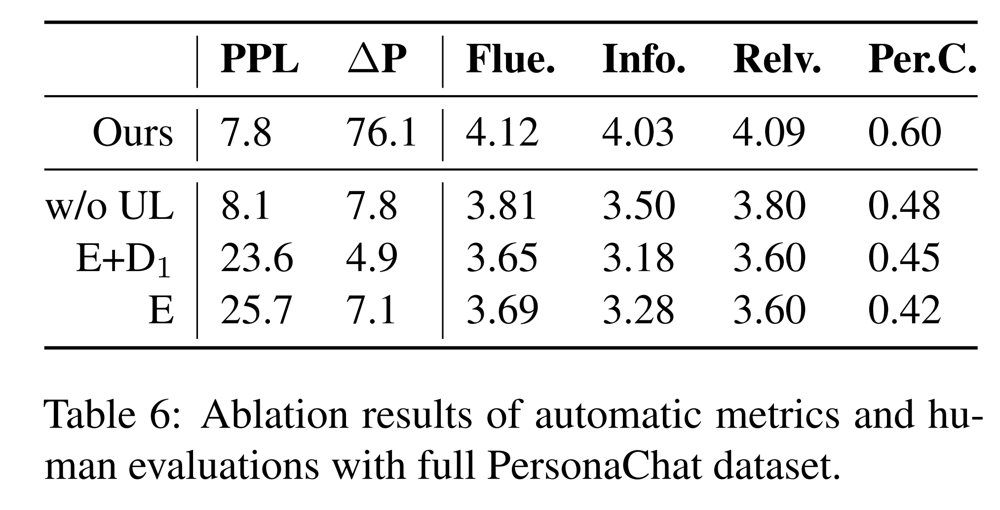 PPL ΔP Flue. Info. Relv. Per.C.
Ours 7.8 76.1 4.12 4.03 4.09 0.60
w/o UL 8.1 7.8 3.81 3.50 3.80 0.48
E+D₁ 23.6 4.9 3.65 3.18 3.60 0.45
E 25.7 7.1 3.69 3.28 3.60 0.42
Table 6: Ablation results of automatic metrics and hu-
man evaluations with full PersonaChat dataset.